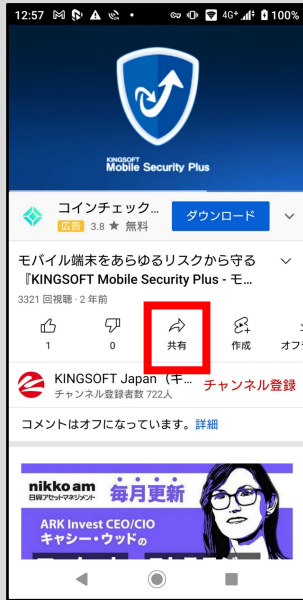 12:57 4G+ 100%
KINGSOFT
Mobile Security Plus
コインチェック...
広告 3.8 ★ 無料
ダウンロード
モバイル端末をあらゆるリスクから守る
『KINGSOFT Mobile Security Plus - モ...
3321 回視聴・2 年前
1 0 共有 作成 オフ
KINGSOFT Japan（キ...
チャンネル登録
チャンネル登録者数 722人
コメントはオフになっています。詳細
nikko am
日興アセットマネジメント
毎月更新
ARK Invest CEO/CIO
キャシー・ウッドの